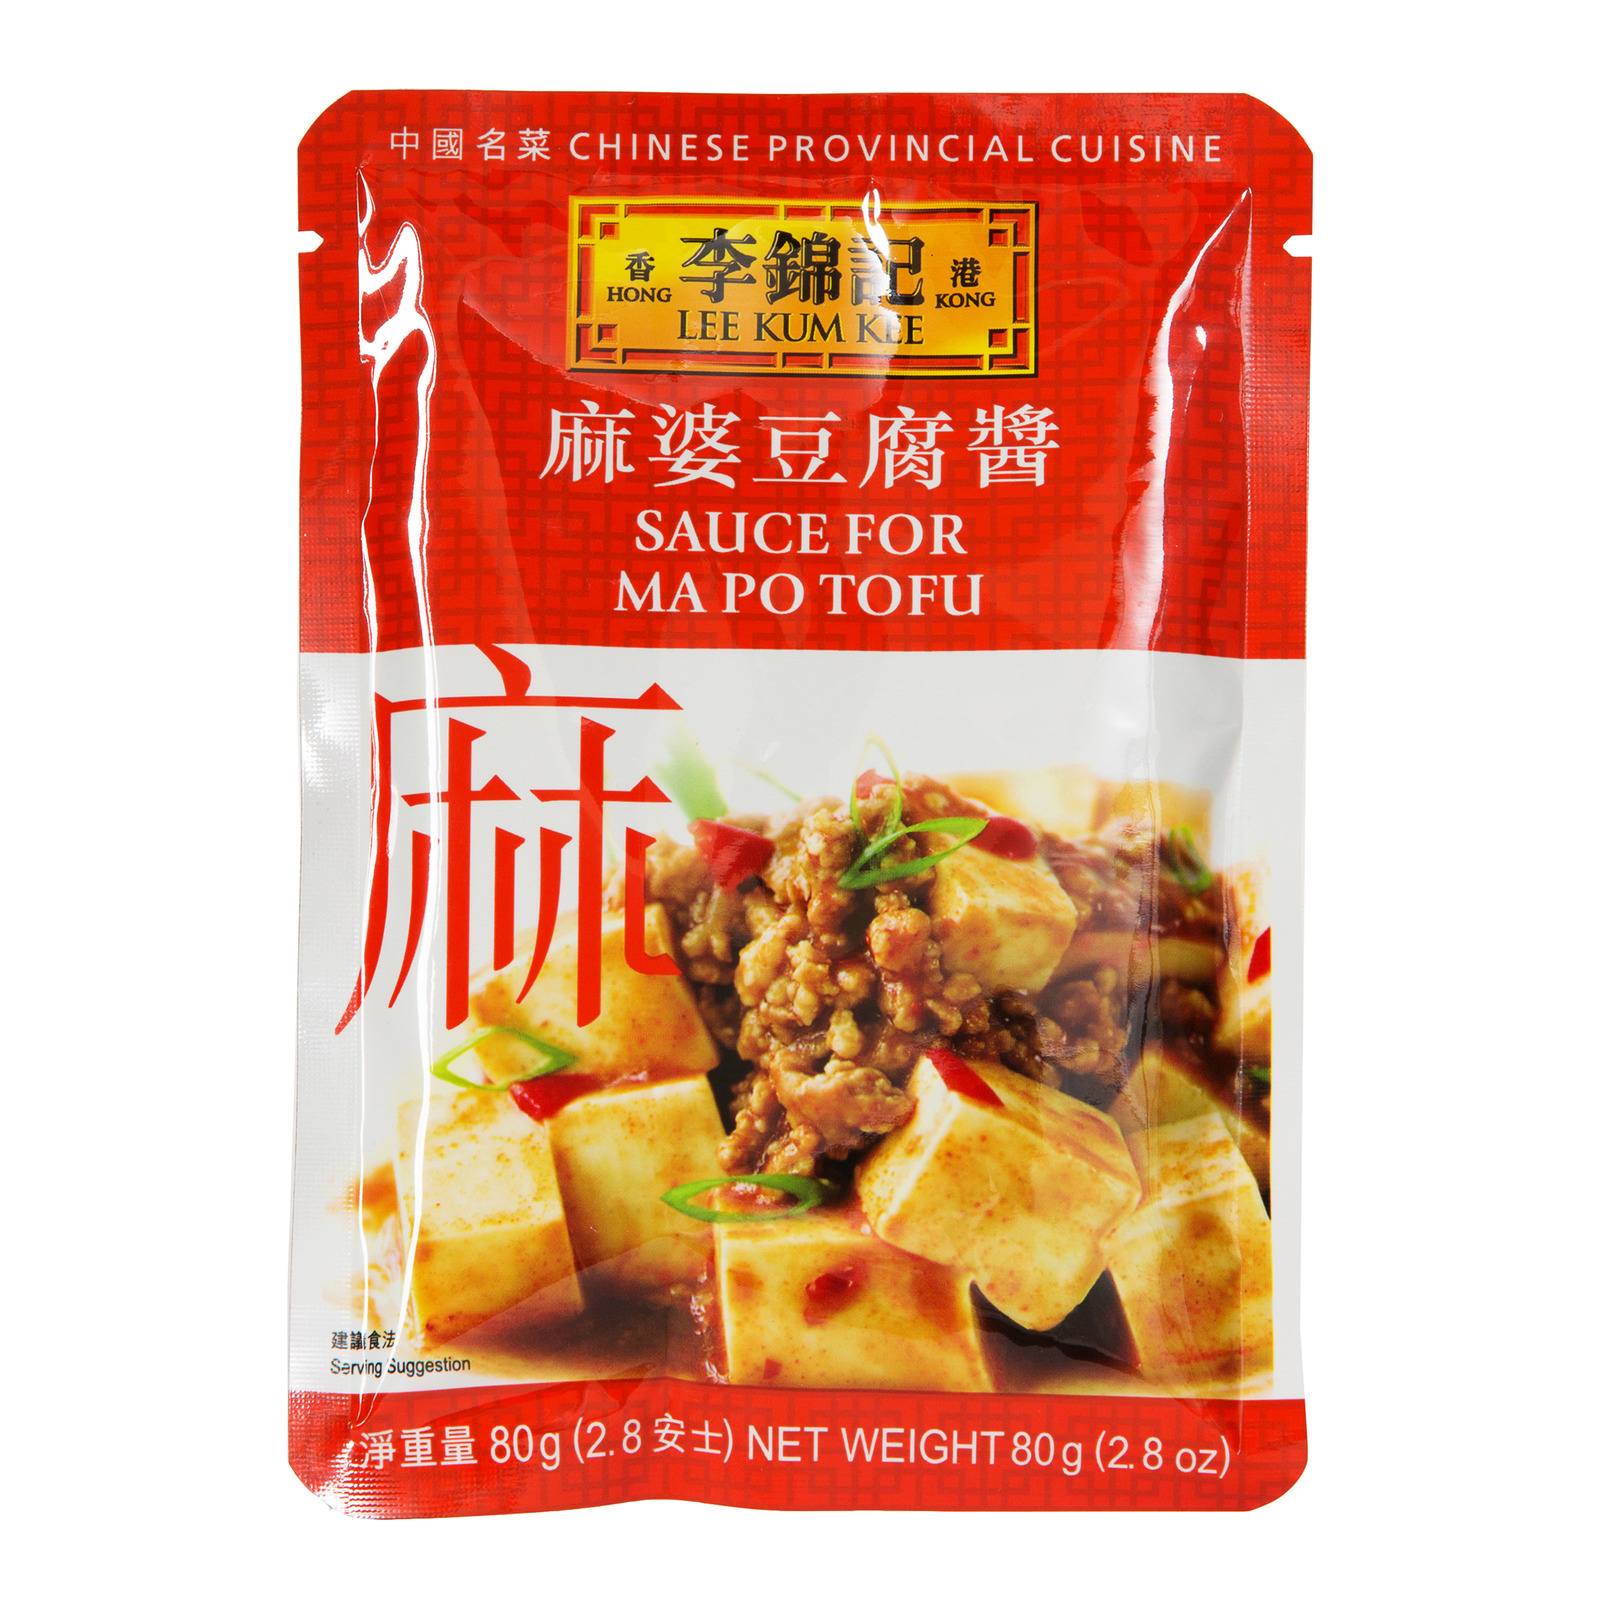 中國名菜 CHINESE PROVINCIAL CUISINE
香 李錦記 港
HONG LEE KUM KEE KONG
麻婆豆腐醬
SAUCE FOR
MA PO TOFU
麻
建議食法
Serving Suggestion
淨重量 80g (2.8安士) NET WEIGHT 80g (2.8 oz)